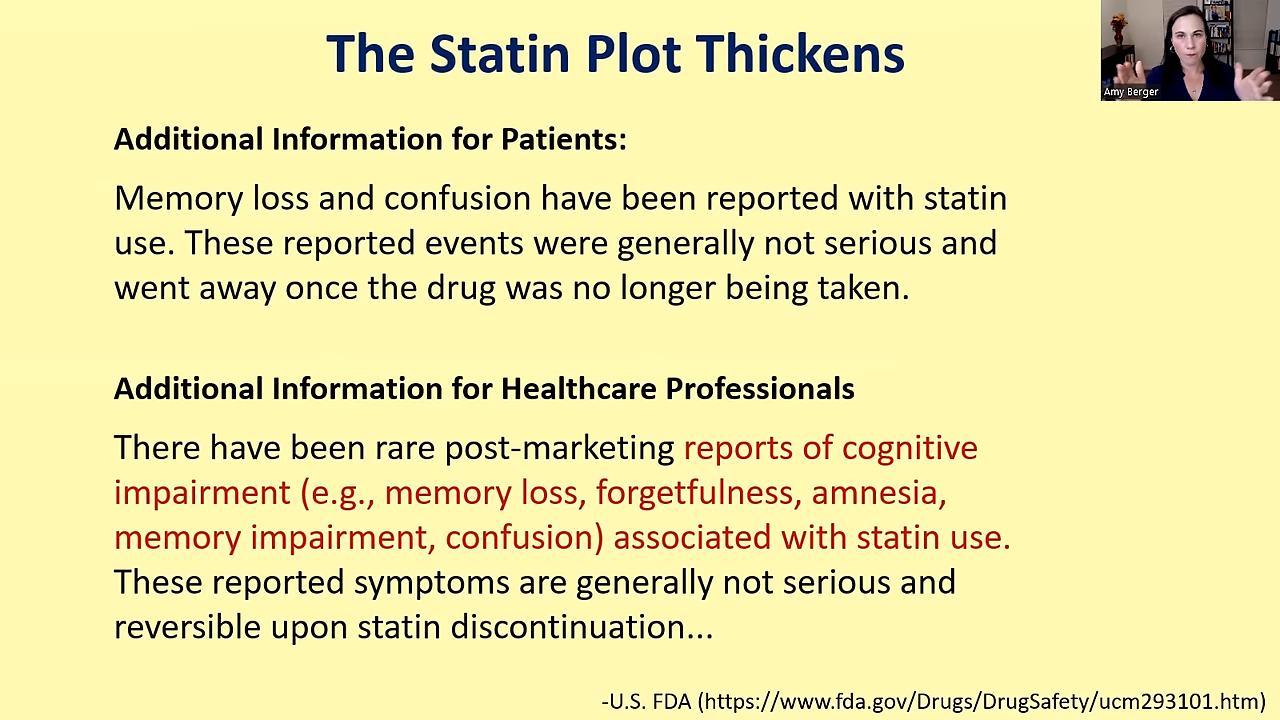 The Statin Plot Thickens
Amy Berger
Additional Information for Patients:
Memory loss and confusion have been reported with statin
use. These reported events were generally not serious and
went away once the drug was no longer being taken.
Additional Information for Healthcare Professionals
There have been rare post-marketing reports of cognitive
impairment (e.g., memory loss, forgetfulness, amnesia,
memory impairment, confusion) associated with statin use.
These reported symptoms are generally not serious and
reversible upon statin discontinuation...
-U.S. FDA (https://www.fda.gov/Drugs/DrugSafety/ucm293101.htm)